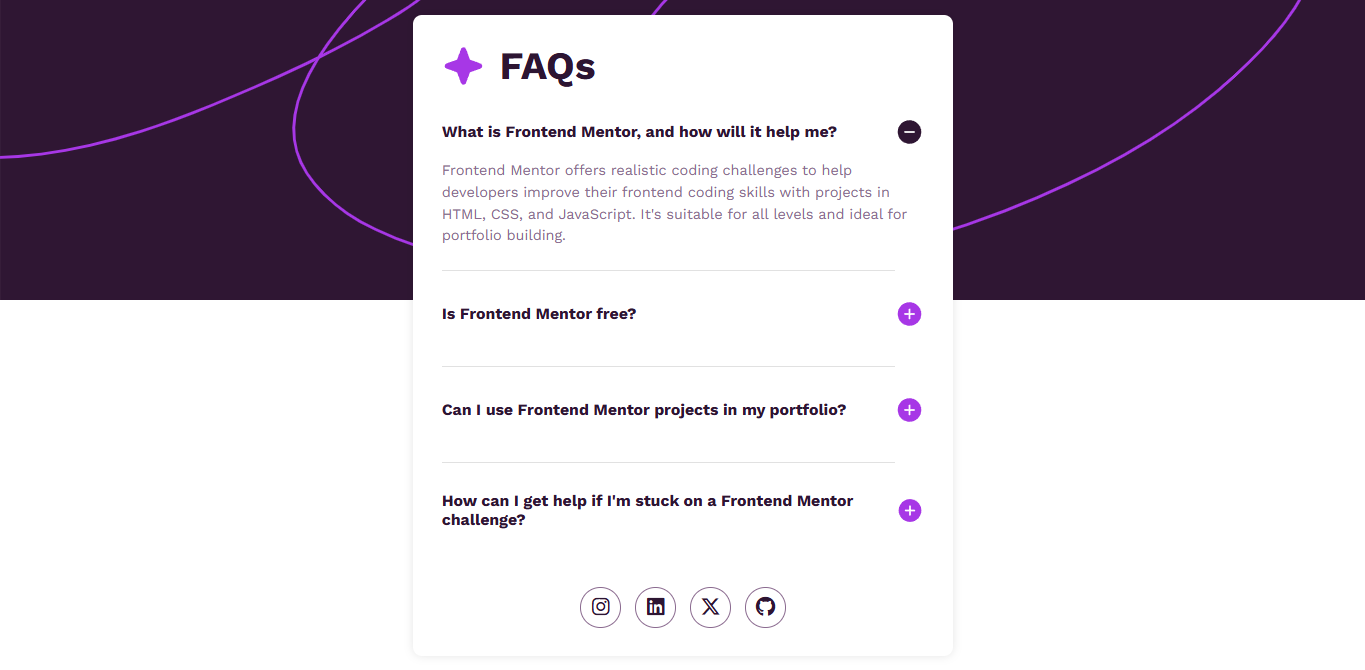 FAQs
What is Frontend Mentor, and how will it help me?
Frontend Mentor offers realistic coding challenges to help
developers improve their frontend coding skills with projects in
HTML, CSS, and JavaScript. It's suitable for all levels and ideal for
portfolio building.
Is Frontend Mentor free?
Can I use Frontend Mentor projects in my portfolio?
How can I get help if I'm stuck on a Frontend Mentor
challenge?